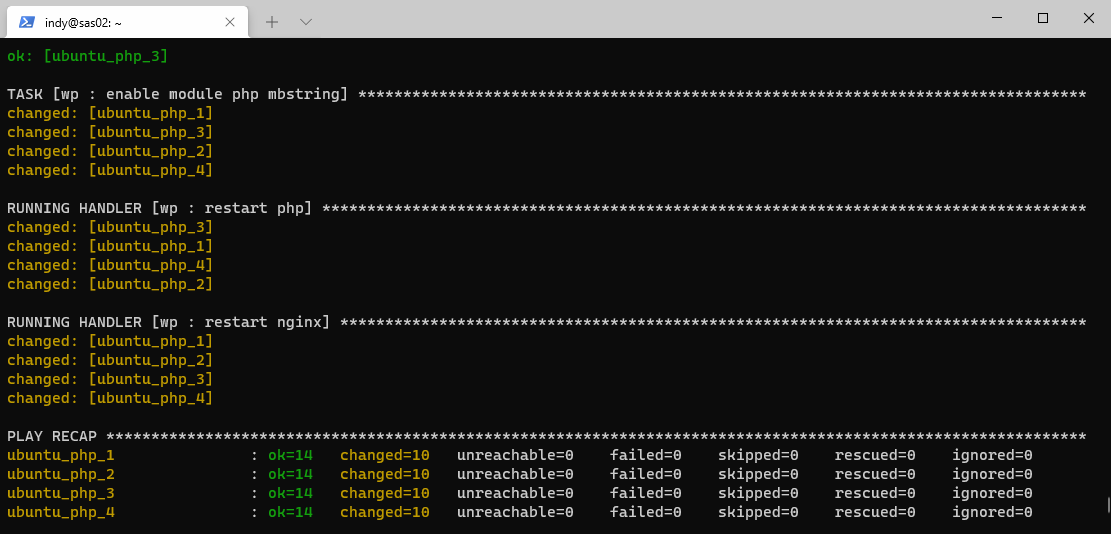 indy@sas02: ~
ok: [ubuntu_php_3]
TASK [wp : enable module php mbstring] *********************************************************************************
changed: [ubuntu_php_1]
changed: [ubuntu_php_3]
changed: [ubuntu_php_2]
changed: [ubuntu_php_4]
RUNNING HANDLER [wp : restart php] *************************************************************************************
changed: [ubuntu_php_3]
changed: [ubuntu_php_1]
changed: [ubuntu_php_4]
changed: [ubuntu_php_2]
RUNNING HANDLER [wp : restart nginx] ***********************************************************************************
changed: [ubuntu_php_1]
changed: [ubuntu_php_2]
changed: [ubuntu_php_3]
changed: [ubuntu_php_4]
PLAY RECAP *************************************************************************************************************
ubuntu_php_1               : ok=14   changed=10   unreachable=0    failed=0    skipped=0    rescued=0    ignored=0
ubuntu_php_2               : ok=14   changed=10   unreachable=0    failed=0    skipped=0    rescued=0    ignored=0
ubuntu_php_3               : ok=14   changed=10   unreachable=0    failed=0    skipped=0    rescued=0    ignored=0
ubuntu_php_4               : ok=14   changed=10   unreachable=0    failed=0    skipped=0    rescued=0    ignored=0